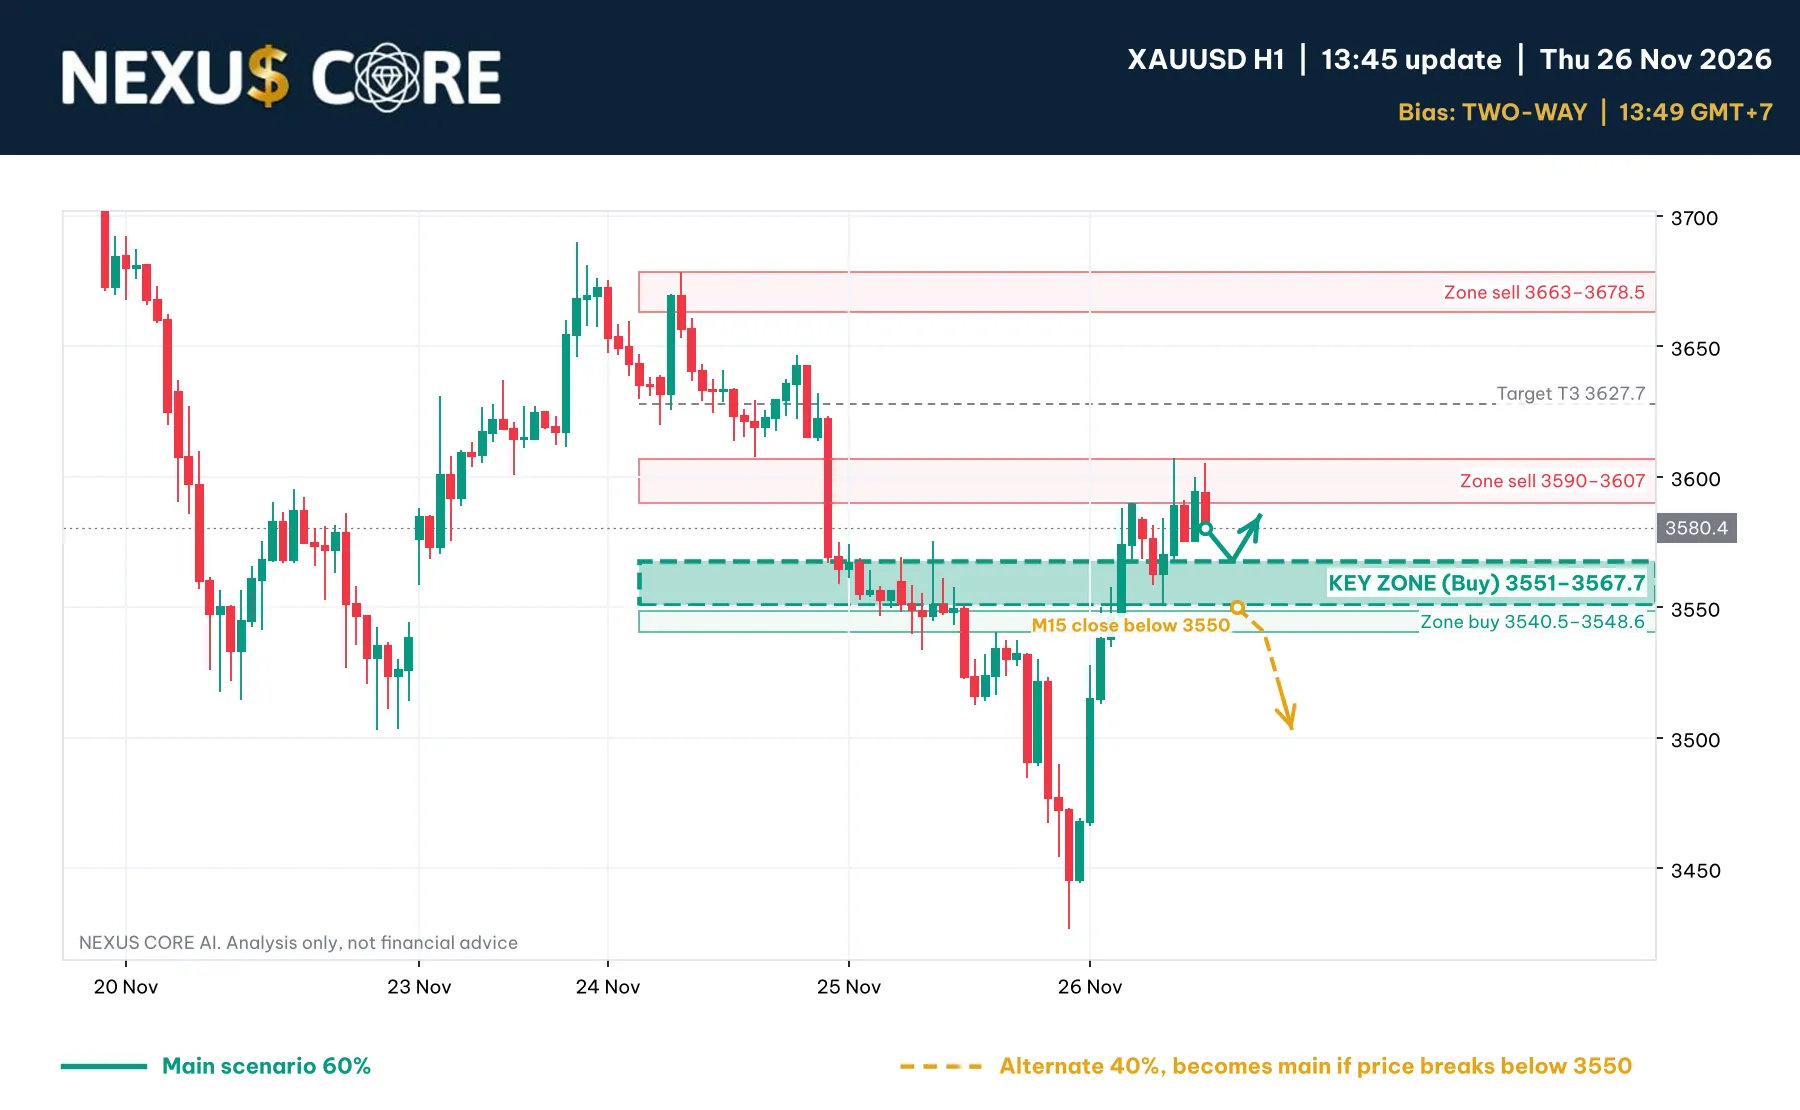 NEXU$ CORE
XAUUSD H1 | 13:45 update | Thu 26 Nov 2026
Bias: TWO-WAY | 13:49 GMT+7
3700
Zone sell 3663–3678.5
3650
Target T3 3627.7
3600
Zone sell 3590–3607
3580.4
KEY ZONE (Buy) 3551–3567.7
3550
M15 close below 3550
Zone buy 3540.5–3548.6
3500
3450
NEXUS CORE AI. Analysis only, not financial advice
20 Nov
23 Nov
24 Nov
25 Nov
26 Nov
Main scenario 60%
Alternate 40%, becomes main if price breaks below 3550